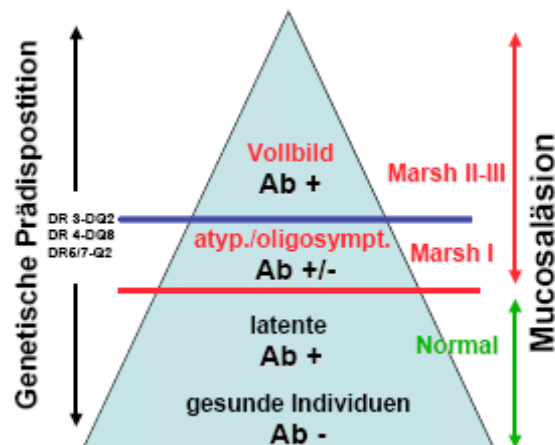 Genetische Prädispostition
DR 3-DQ2
DR 4-DQ8
DR5/7-Q2
Vollbild
Ab +
atyp./oligosympt.
Ab +/-
latente
Ab +
gesunde Individuen
Ab -
Marsh II-III
Marsh I
Normal
Mucosaläsion